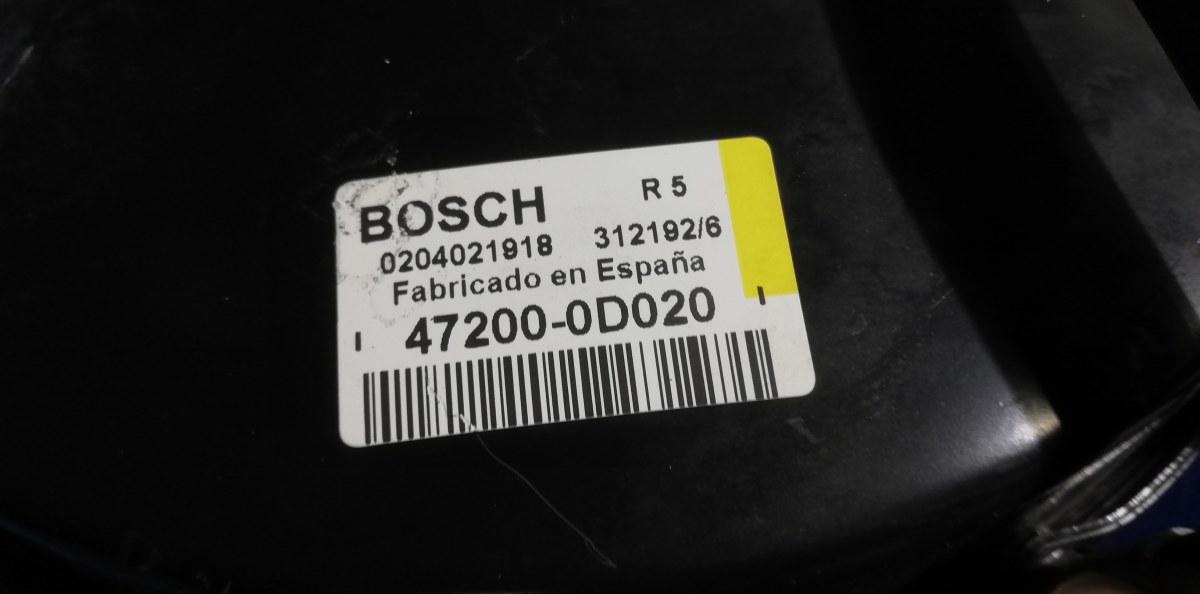 BOSCH R 5
0204021918 312192/6
Fabricado en España
47200-0D020